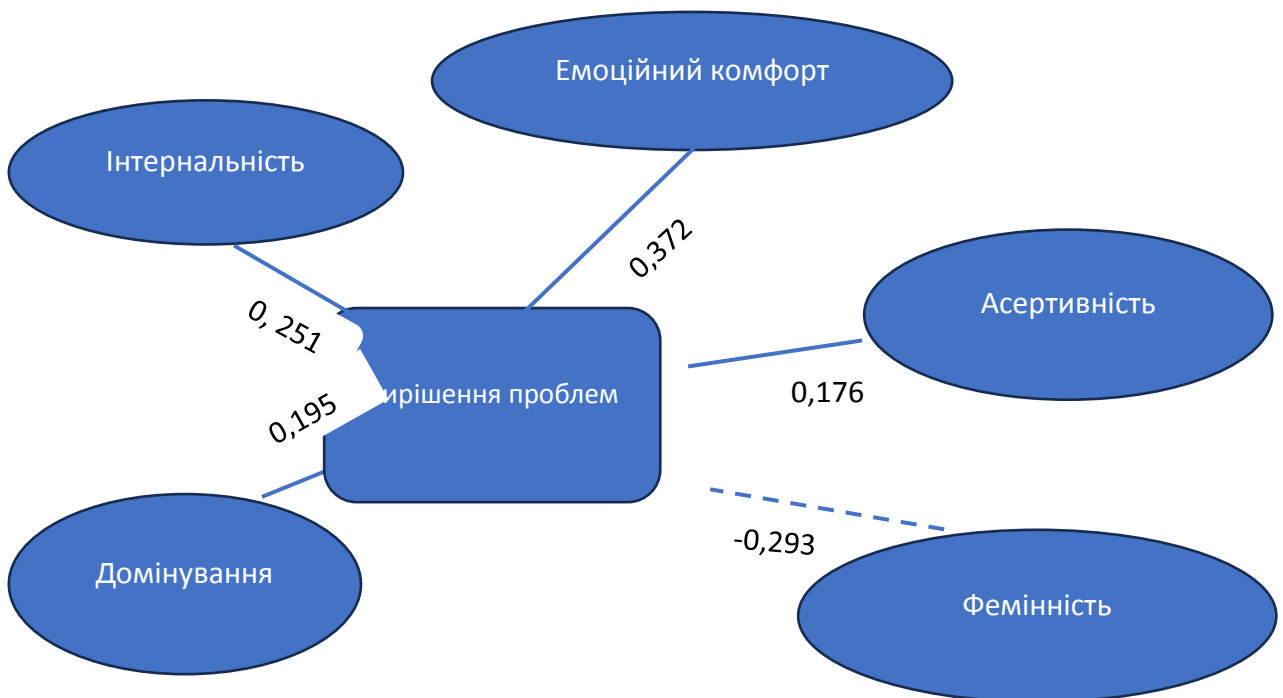 Емоційний комфорт
Інтернальність
0,372
Асертивність
0, 251
0,176
ирішення проблем
0,195
-0,293
Домінування
Фемінність